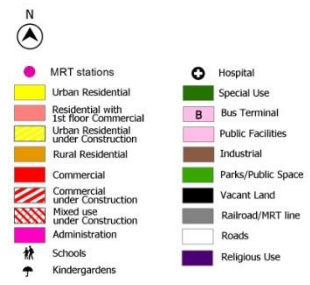 N
MRT stations
Urban Residential
Residential with
1st floor Commercial
Urban Residential
under Construction
Rural Residential
Commercial
Commercial
under Construction
Mixed use
under Construction
Administration
Schools
Kindergardens
Hospital
Special Use
B Bus Terminal
Public Facilities
Industrial
Parks/Public Space
Vacant Land
Railroad/MRT line
Roads
Religious Use